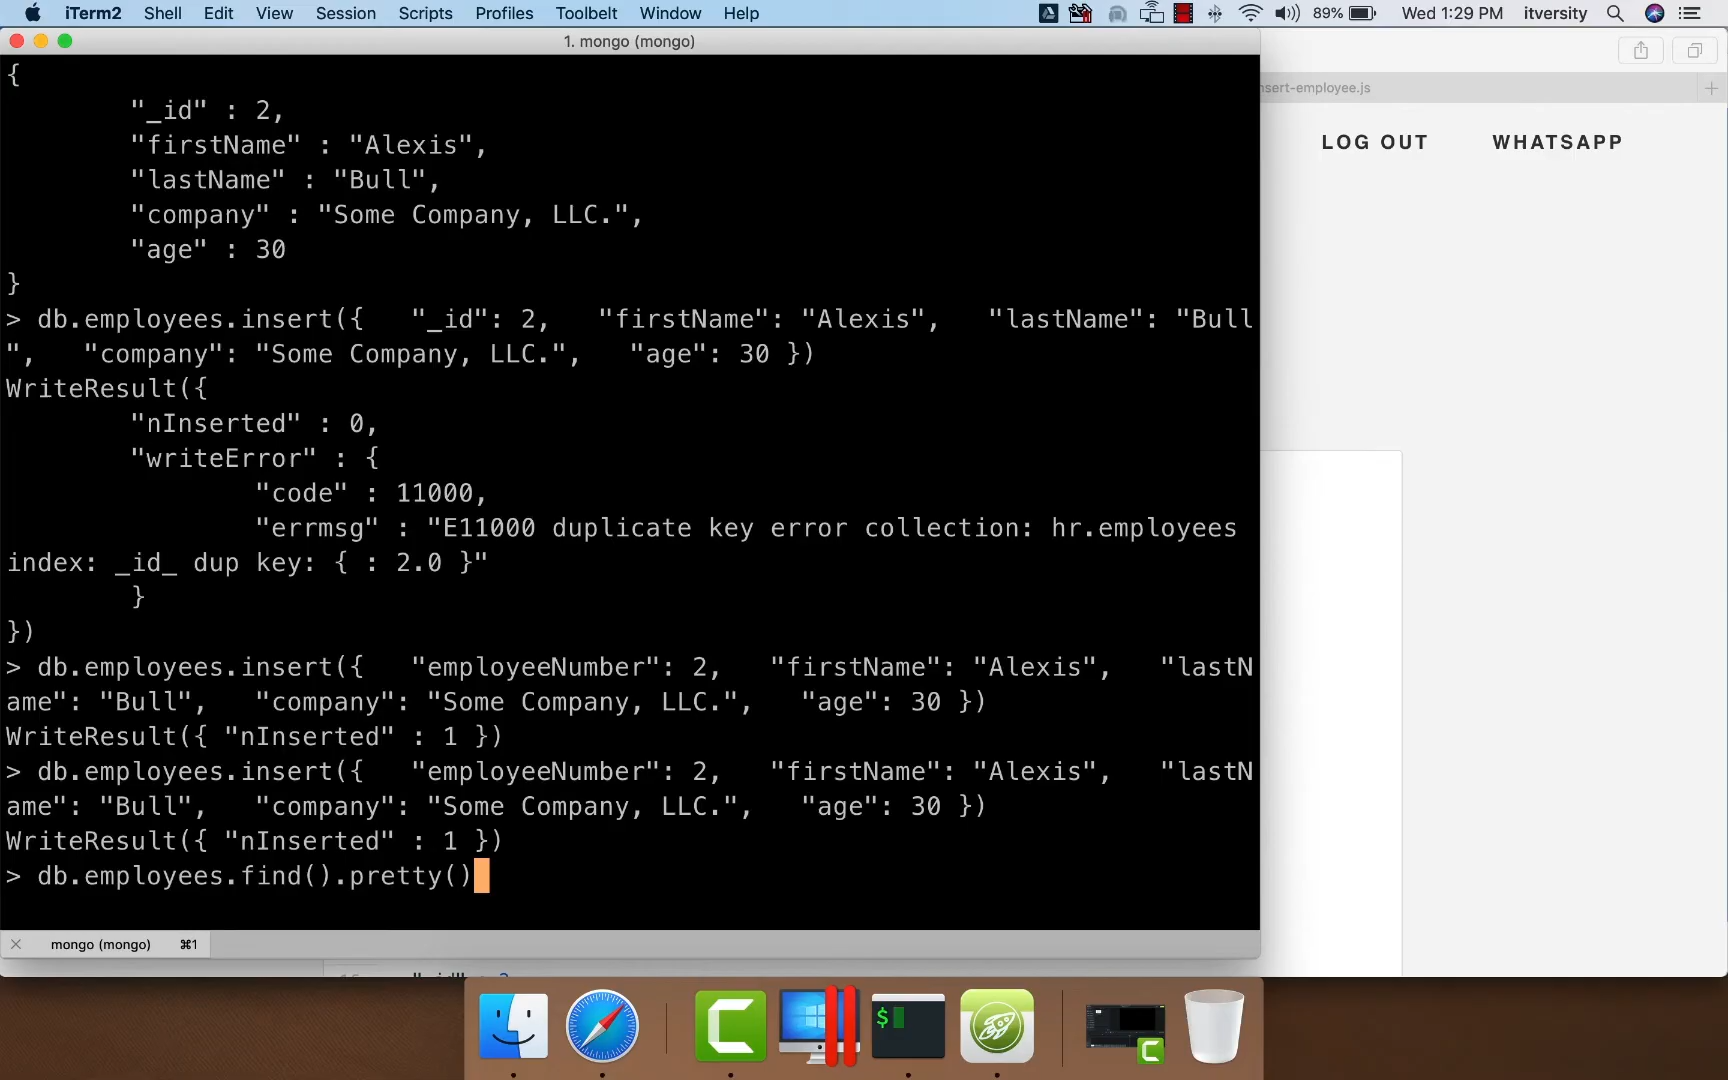 iTerm2 Shell Edit View Session Scripts Profiles Toolbelt Window Help 89% Wed 1:29 PM itversity
1. mongo (mongo)
nsert-employee.js
LOG OUT WHATSAPP
{
"_id" : 2,
"firstName" : "Alexis",
"lastName" : "Bull",
"company" : "Some Company, LLC.",
"age" : 30
}
> db.employees.insert({   "_id": 2,   "firstName": "Alexis",   "lastName": "Bull
",   "company": "Some Company, LLC.",   "age": 30 })
WriteResult({
"nInserted" : 0,
"writeError" : {
"code" : 11000,
"errmsg" : "E11000 duplicate key error collection: hr.employees
index: _id_ dup key: { : 2.0 }"
}
})
> db.employees.insert({   "employeeNumber": 2,   "firstName": "Alexis",   "lastN
ame": "Bull",   "company": "Some Company, LLC.",   "age": 30 })
WriteResult({ "nInserted" : 1 })
> db.employees.insert({   "employeeNumber": 2,   "firstName": "Alexis",   "lastN
ame": "Bull",   "company": "Some Company, LLC.",   "age": 30 })
WriteResult({ "nInserted" : 1 })
> db.employees.find().pretty()
mongo (mongo) ⌘1
$